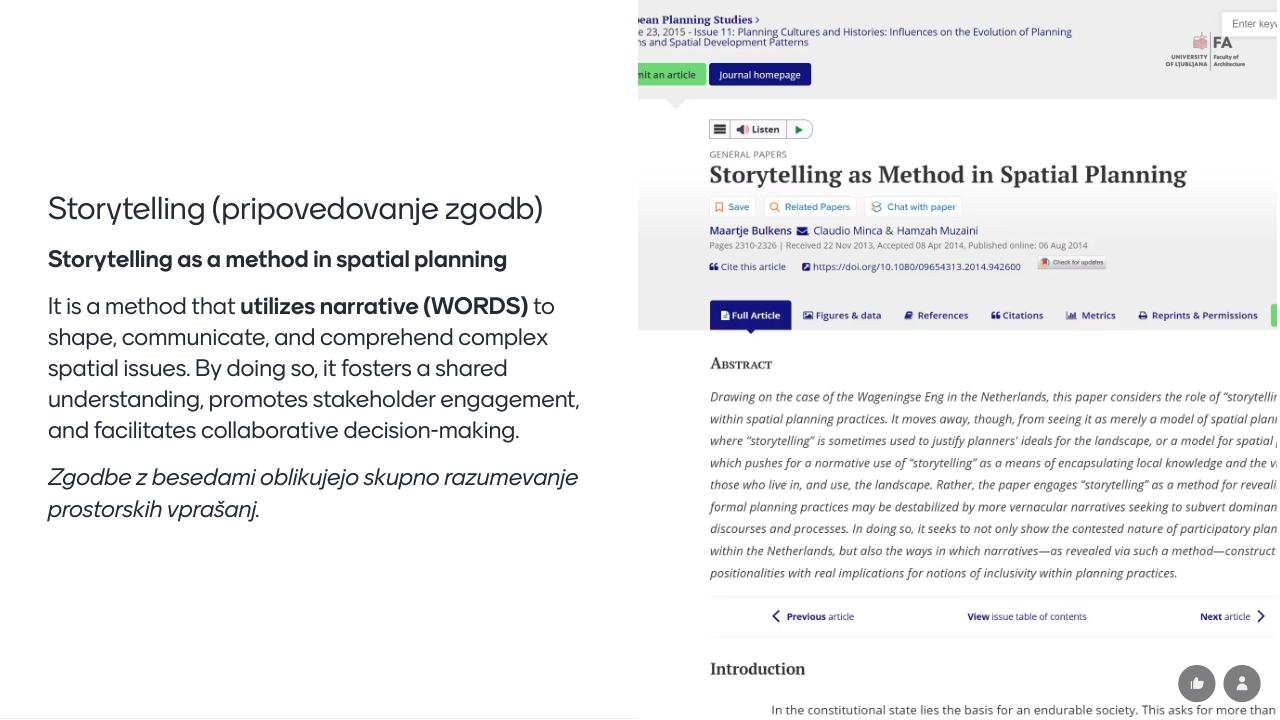 Storytelling (pripovedovanje zgodb)
Storytelling as a method in spatial planning
It is a method that utilizes narrative (WORDS) to
shape, communicate, and comprehend complex
spatial issues. By doing so, it fosters a shared
understanding, promotes stakeholder engagement,
and facilitates collaborative decision-making.
Zgodbe z besedami oblikujejo skupno razumevanje
prostorskih vprašanj.
ean Planning Studies
e 23, 2015 - Issue 11: Planning Cultures and Histories: Influences on the Evolution of Planning
ns and Spatial Development Patterns
Enter keyw
FA
UNIVERSITY
OF LJUBLJANA
Faculty of
Architecture
mit an article
Journal homepage
Listen
GENERAL PAPERS
Storytelling as Method in Spatial Planning
Save
Related Papers
Chat with paper
Maartje Bulkens, Claudio Minca & Hamzah Muzaini
Pages 2310-2326 | Received 22 Nov 2013, Accepted 08 Apr 2014, Published online: 06 Aug 2014
Cite this article
https://doi.org/10.1080/09654313.2014.942600
Check for updates
Full Article
Figures & data
References
Citations
Metrics
Reprints & Permissions
ABSTRACT
Drawing on the case of the Wageningse Eng in the Netherlands, this paper considers the role of “storytellin
within spatial planning practices. It moves away, though, from seeing it as merely a model of spatial plan
where “storytelling” is sometimes used to justify planners' ideals for the landscape, or a model for spatial
which pushes for a normative use of “storytelling” as a means of encapsulating local knowledge and the vi
those who live in, and use, the landscape. Rather, the paper engages “storytelling” as a method for reveali
formal planning practices may be destabilized by more vernacular narratives seeking to subvert dominan
discourses and processes. In doing so, it seeks to not only show the contested nature of participatory plan
within the Netherlands, but also the ways in which narratives—as revealed via such a method—construct
positionalities with real implications for notions of inclusivity within planning practices.
Previous article
View issue table of contents
Next article
Introduction
In the constitutional state lies the basis for an endurable society. This asks for more than